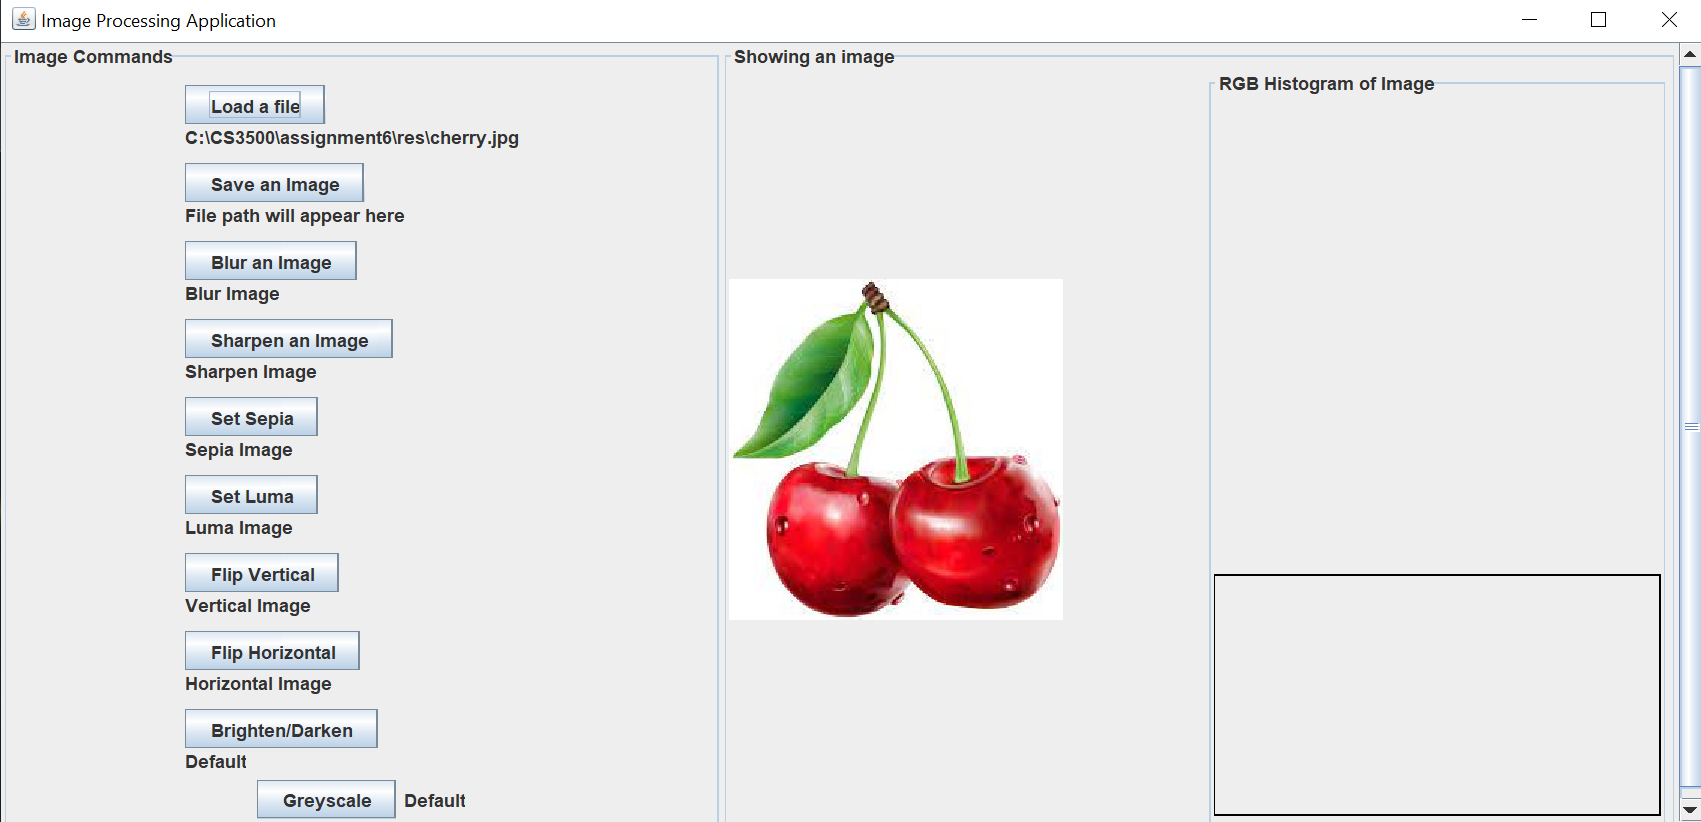 Image Processing Application
Image Commands
Load a file
C:\CS3500\assignment6\res\cherry.jpg
Save an Image
File path will appear here
Blur an Image
Blur Image
Sharpen an Image
Sharpen Image
Set Sepia
Sepia Image
Set Luma
Luma Image
Flip Vertical
Vertical Image
Flip Horizontal
Horizontal Image
Brighten/Darken
Default
Greyscale Default
Showing an image
RGB Histogram of Image